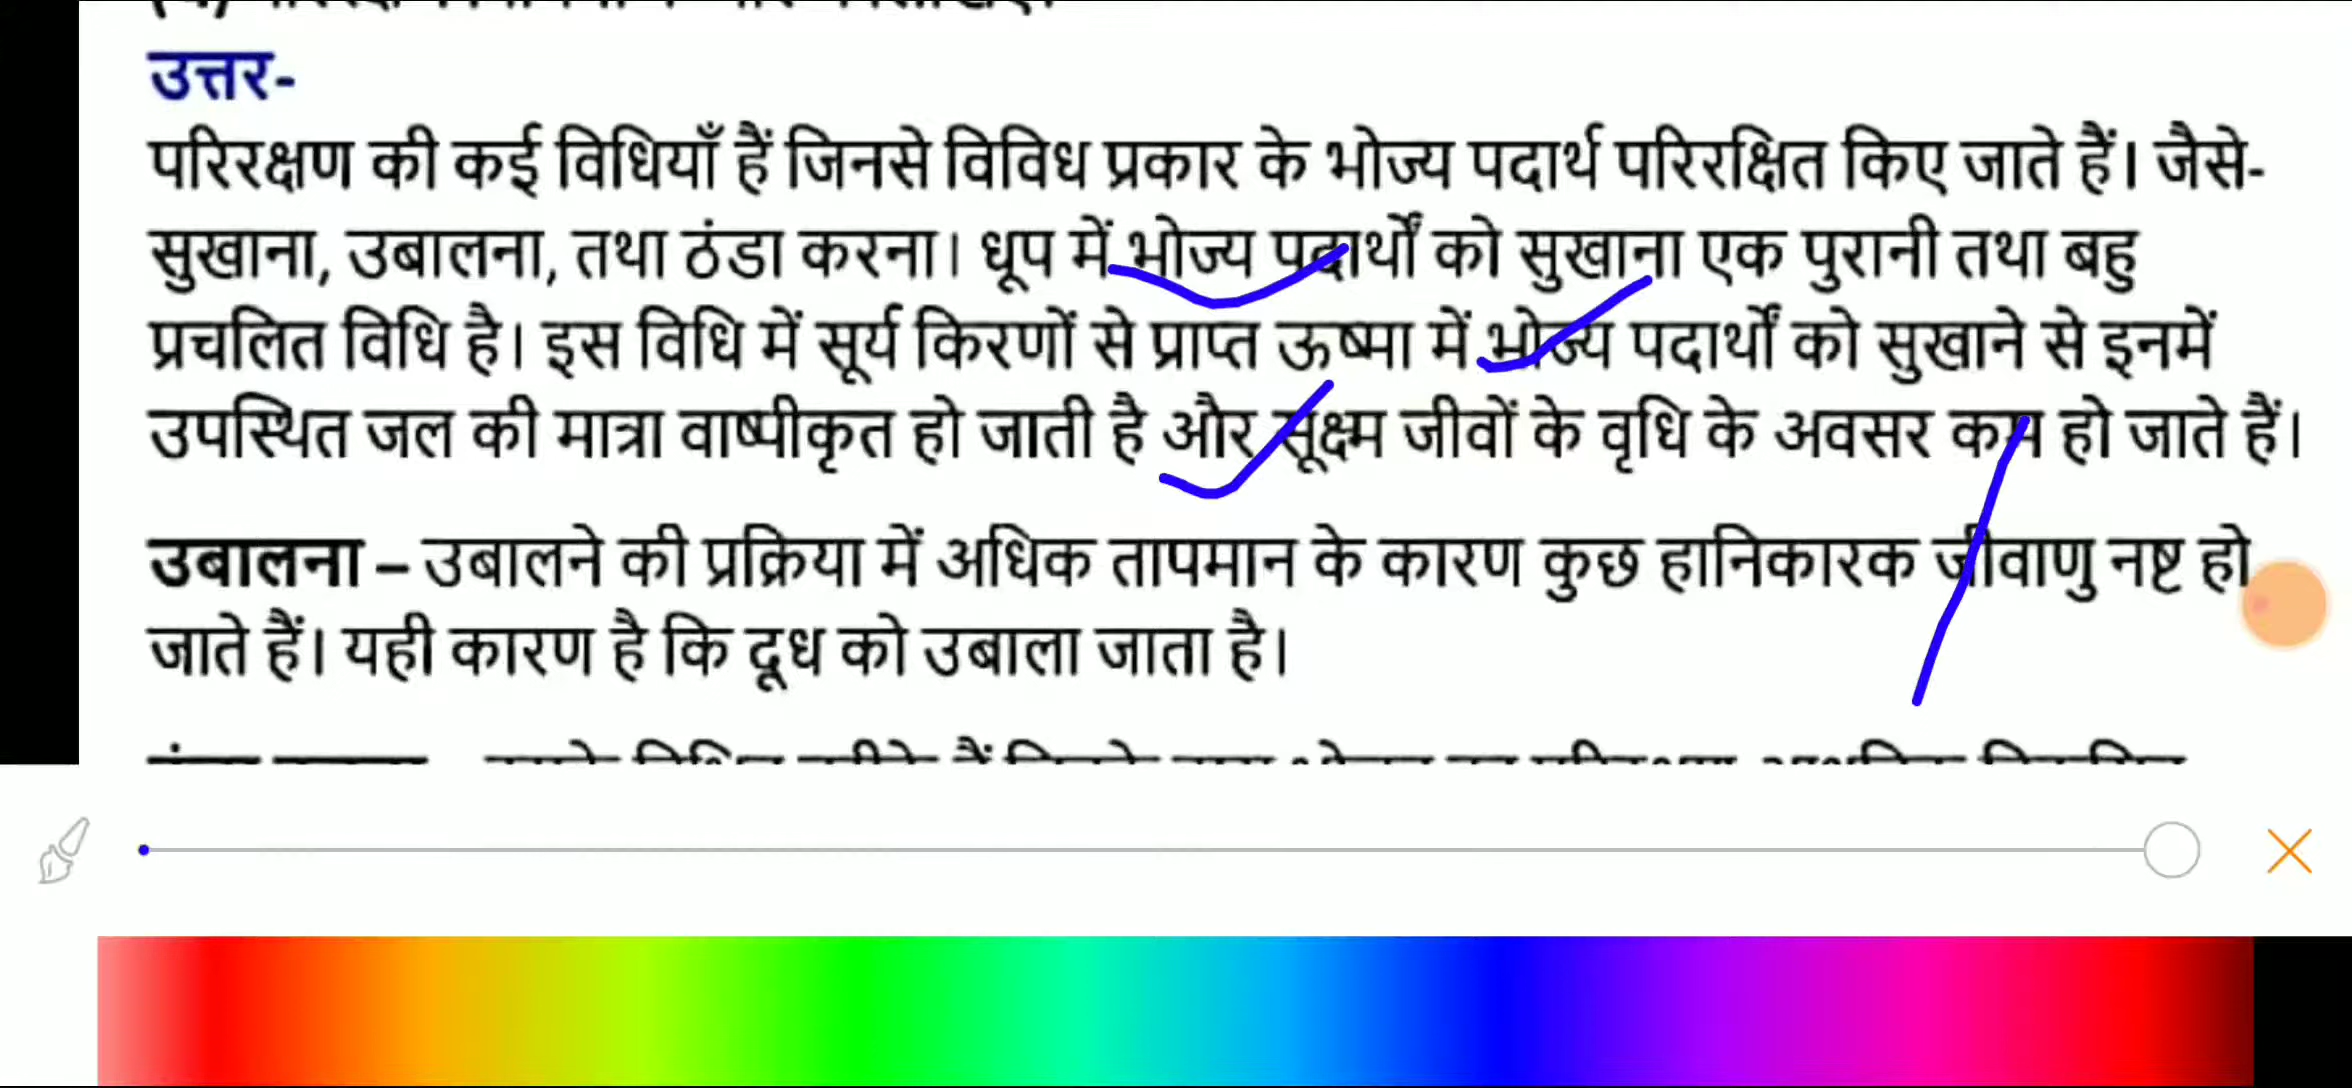 उत्तर-
परिरक्षण की कई विधियाँ हैं जिनसे विविध प्रकार के भोज्य पदार्थ परिरक्षित किए जाते हैं। जैसे-
सुखाना, उबालना, तथा ठंडा करना। धूप में भोज्य पदार्थों को सुखाना एक पुरानी तथा बहु
प्रचलित विधि है। इस विधि में सूर्य किरणों से प्राप्त ऊष्मा में भोज्य पदार्थों को सुखाने से इनमें
उपस्थित जल की मात्रा वाष्पीकृत हो जाती है और सूक्ष्म जीवों के वृधि के अवसर कम हो जाते हैं।
उबालना – उबालने की प्रक्रिया में अधिक तापमान के कारण कुछ हानिकारक जीवाणु नष्ट हो
जाते हैं। यही कारण है कि दूध को उबाला जाता है।